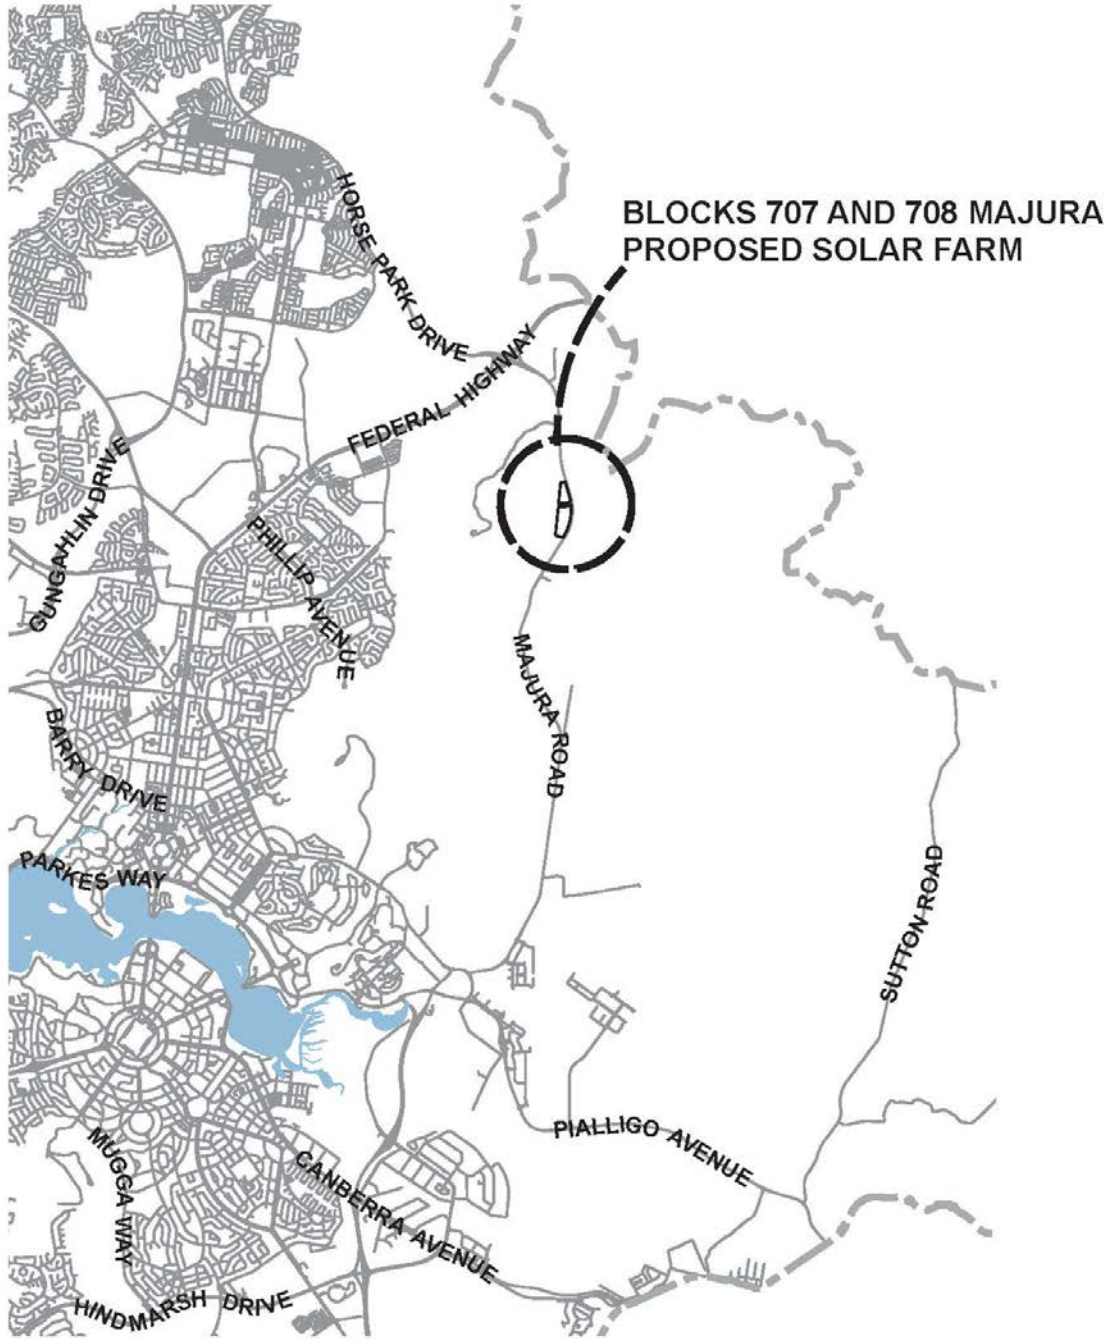 BLOCKS 707 AND 708 MAJURA
PROPOSED SOLAR FARM
HORSE PARK DRIVE
FEDERAL HIGHWAY
GUNGAHLIN DRIVE
PHILLIP AVENUE
MAJURA ROAD
BARRY DRIVE
PARKES WAY
SUTTON ROAD
PIALLIGO AVENUE
MUGGA WAY
CANBERRA AVENUE
HINDMARSH DRIVE